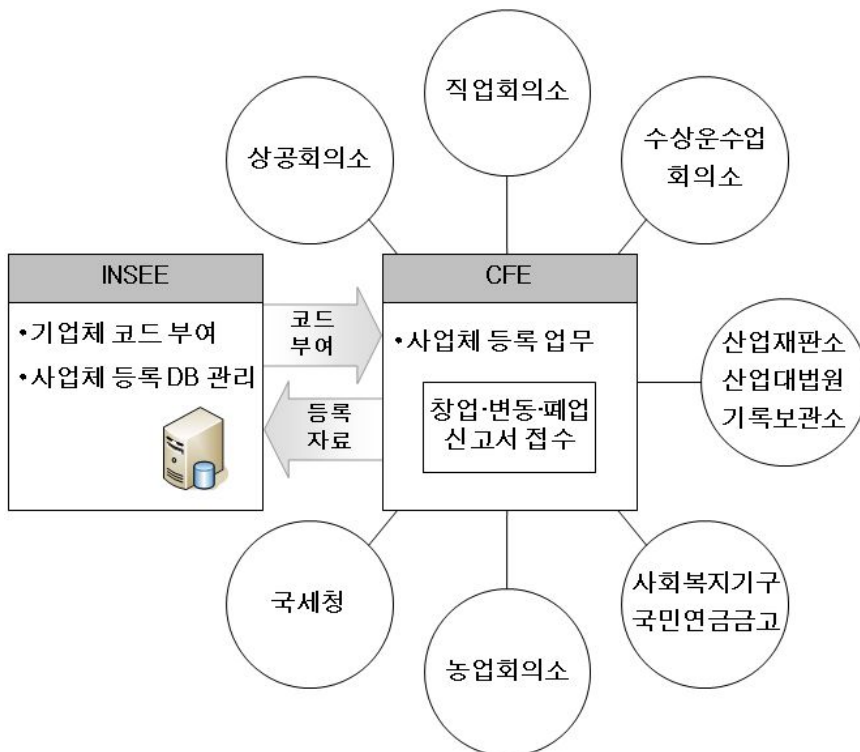 직업회의소
상공회의소
수상운수업
회의소
INSEE
•기업체 코드 부여
•사업체 등록 DB 관리
코드
부여
등록
자료
CFE
•사업체 등록 업무
창업·변동·폐업
신고서 접수
산업재판소
산업대법원
기록보관소
국세청
농업회의소
사회복지기구
국민연금금고